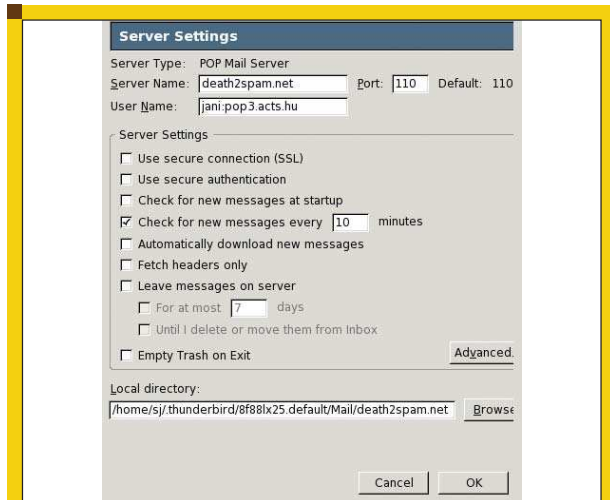 Server Settings
Server Type: POP Mail Server
Server Name: death2spam.net Port: 110 Default: 110
User Name: jani:pop3.acts.hu
Server Settings
Use secure connection (SSL)
Use secure authentication
Check for new messages at startup
Check for new messages every 10 minutes
Automatically download new messages
Fetch headers only
Leave messages on server
For at most 7 days
Until I delete or move them from Inbox
Empty Trash on Exit
Advanced.
Local directory:
/home/sj/.thunderbird/8f88lx25.default/Mail/death2spam.net Browse
Cancel OK